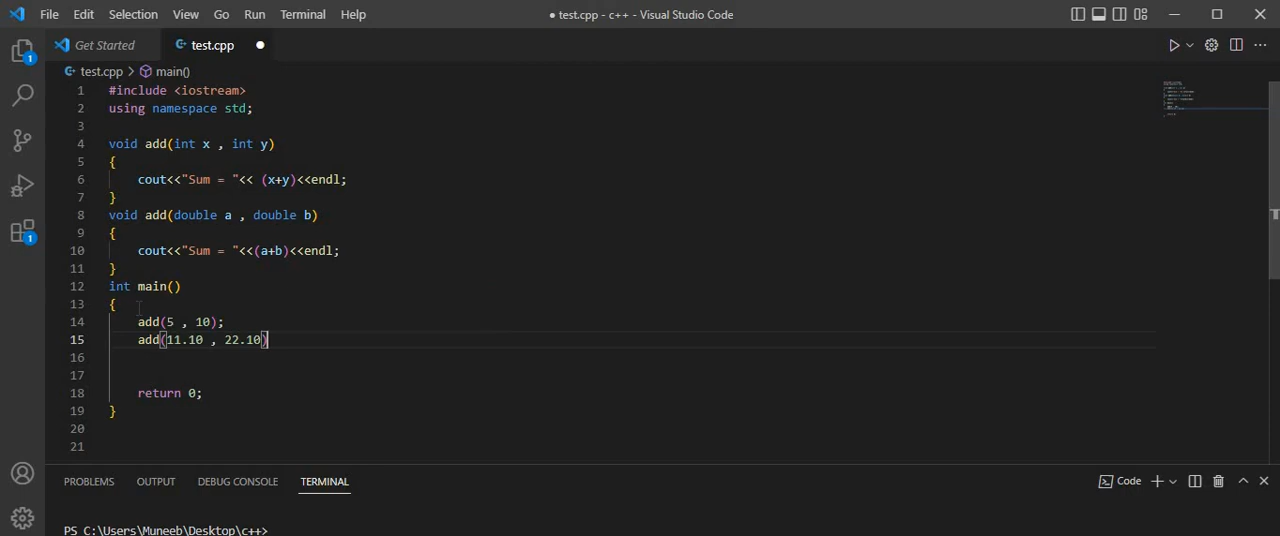 File Edit Selection View Go Run Terminal Help ● test.cpp - c++ - Visual Studio Code
Get Started test.cpp ●
test.cpp > main()
1 #include <iostream>
2 using namespace std;
3
4 void add(int x , int y)
5 {
6 cout<<"Sum = "<< (x+y)<<endl;
7 }
8 void add(double a , double b)
9 {
10 cout<<"Sum = "<<(a+b)<<endl;
11 }
12 int main()
13 {
14 add(5 , 10);
15 add(11.10 , 22.10)
16
17
18 return 0;
19 }
20
21
1
1
PROBLEMS OUTPUT DEBUG CONSOLE TERMINAL Code
PS C:\Users\Muneeb\Desktop\c++>